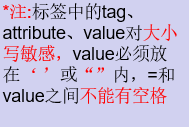 *注:标签中的tag、
attribute、value对大小
写敏感，value必须放
在‘ ’或“”内，=和
value之间不能有空格